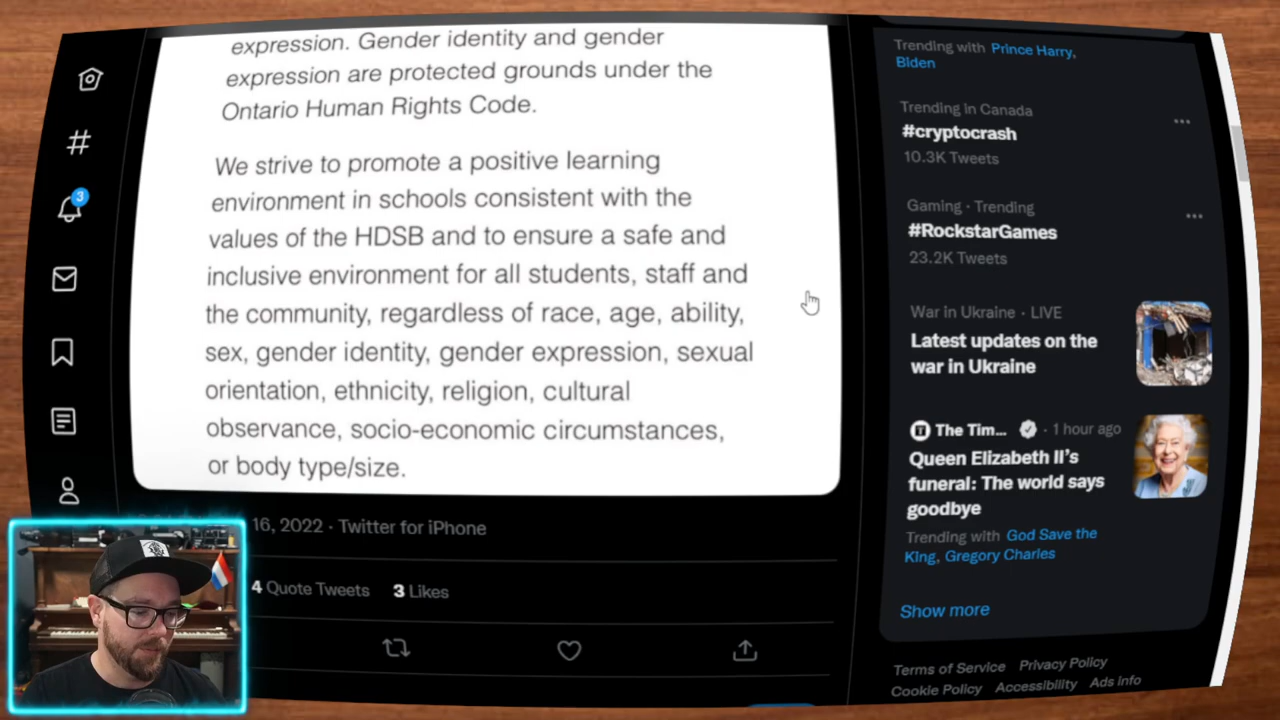 expression. Gender identity and gender
expression are protected grounds under the
Ontario Human Rights Code.
We strive to promote a positive learning
environment in schools consistent with the
values of the HDSB and to ensure a safe and
inclusive environment for all students, staff and
the community, regardless of race, age, ability,
sex, gender identity, gender expression, sexual
orientation, ethnicity, religion, cultural
observance, socio-economic circumstances,
or body type/size.
16, 2022 · Twitter for iPhone
4 Quote Tweets 3 Likes
3
Trending with Prince Harry,
Biden
Trending in Canada
#cryptocrash
10.3K Tweets
Gaming · Trending
#RockstarGames
23.2K Tweets
War in Ukraine · LIVE
Latest updates on the
war in Ukraine
The Tim... · 1 hour ago
Queen Elizabeth II's
funeral: The world says
goodbye
Trending with God Save the
King, Gregory Charles
Show more
Terms of Service Privacy Policy
Cookie Policy Accessibility Ads info